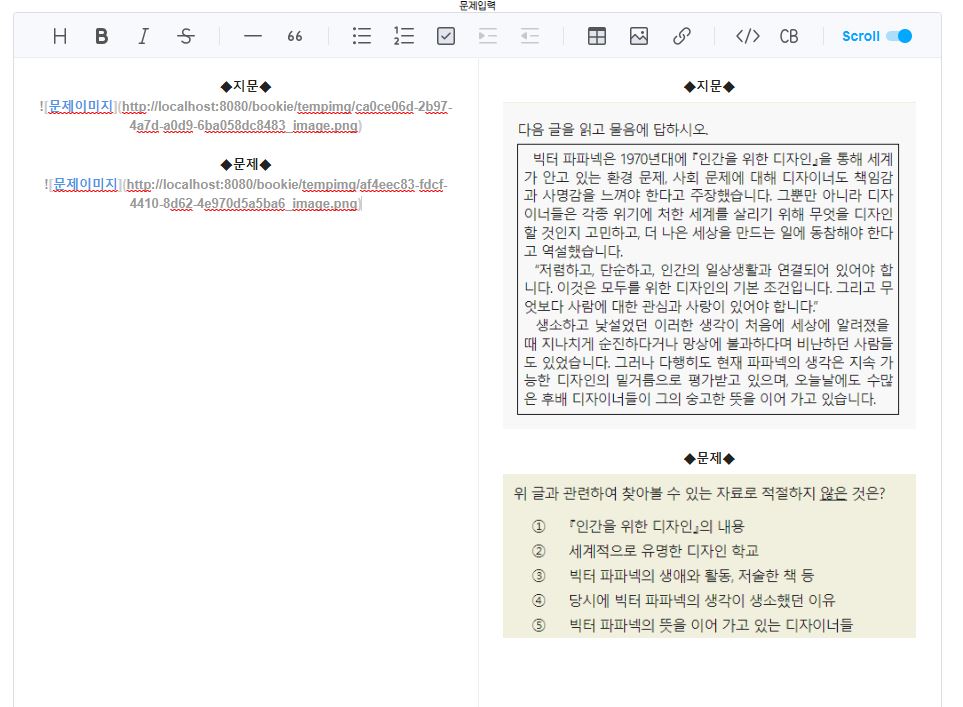 문제입력
H B I S 66 </> CB Scroll
◆지문◆
![문제이미지](http://localhost:8080/bookie/tempimg/ca0ce06d-2b97-
4a7d-a0d9-6ba058dc8483_image.png)
◆문제◆
![문제이미지](http://localhost:8080/bookie/tempimg/af4eec83-fdcf-
4410-8d62-4e970d5a5ba6_image.png)
◆지문◆
다음 글을 읽고 물음에 답하시오.
빅터 파파넥은 1970년대에 『인간을 위한 디자인』을 통해 세계
가 안고 있는 환경 문제, 사회 문제에 대해 디자이너도 책임감
과 사명감을 느껴야 한다고 주장했습니다. 그뿐만 아니라 디자
이너들은 각종 위기에 처한 세계를 살리기 위해 무엇을 디자인
할 것인지 고민하고, 더 나은 세상을 만드는 일에 동참해야 한다
고 역설했습니다.
“저렴하고, 단순하고, 인간의 일상생활과 연결되어 있어야 합
니다. 이것은 모두를 위한 디자인의 기본 조건입니다. 그리고 무
엇보다 사람에 대한 관심과 사랑이 있어야 합니다.”
생소하고 낯설었던 이러한 생각이 처음에 세상에 알려졌을
때 지나치게 순진하다거나 망상에 불과하다며 비난하던 사람들
도 있었습니다. 그러나 다행히도 현재 파파넥의 생각은 지속 가
능한 디자인의 밑거름으로 평가받고 있으며, 오늘날에도 수많
은 후배 디자이너들이 그의 숭고한 뜻을 이어 가고 있습니다.
◆문제◆
위 글과 관련하여 찾아볼 수 있는 자료로 적절하지 않은 것은?
① 『인간을 위한 디자인』의 내용
② 세계적으로 유명한 디자인 학교
③ 빅터 파파넥의 생애와 활동, 저술한 책 등
④ 당시에 빅터 파파넥의 생각이 생소했던 이유
⑤ 빅터 파파넥의 뜻을 이어 가고 있는 디자이너들